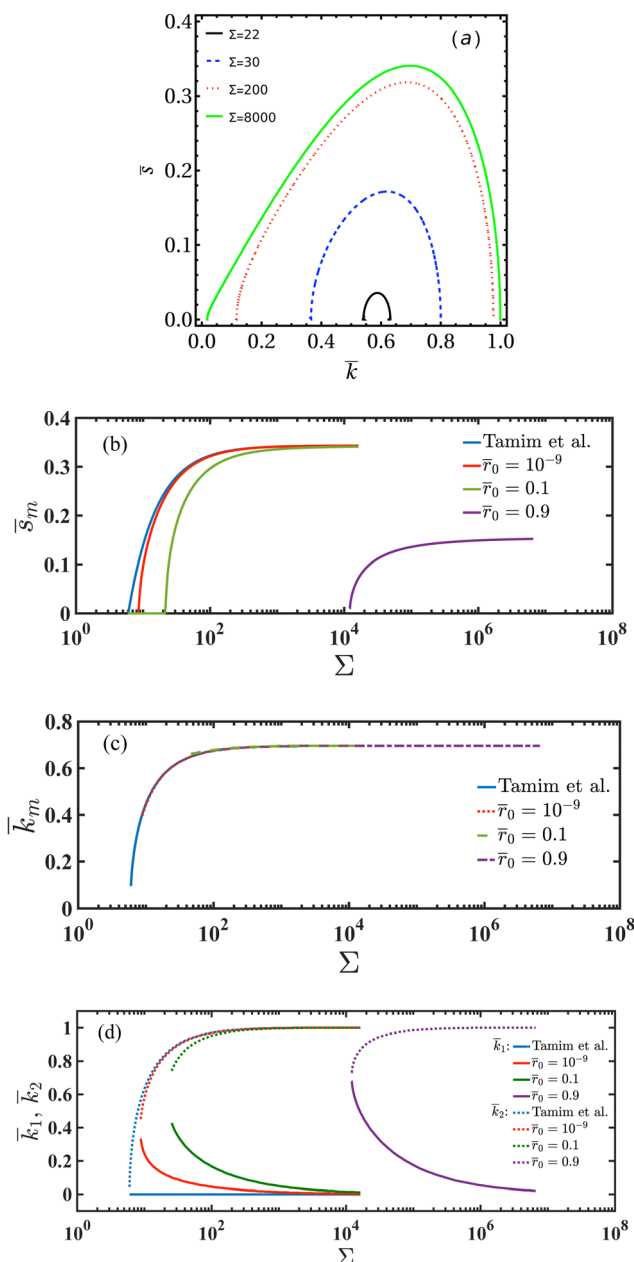 (a)
Σ=22
Σ=30
Σ=200
Σ=8000
0.4
0.3
0.2
0.1
0.0
s̄
0.0 0.2 0.4 0.6 0.8 1.0
k̄
(b)
Tamim et al.
r̄₀ = 10⁻⁹
r̄₀ = 0.1
r̄₀ = 0.9
0.4
0.3
0.2
0.1
0
s̄ₘ
10⁰ 10² 10⁴ 10⁶ 10⁸
Σ
(c)
Tamim et al.
r̄₀ = 10⁻⁹
r̄₀ = 0.1
r̄₀ = 0.9
0.8
0.6
0.4
0.2
0
k̄ₘ
10⁰ 10² 10⁴ 10⁶ 10⁸
Σ
(d)
k̄₁: Tamim et al.
r̄₀ = 10⁻⁹
r̄₀ = 0.1
r̄₀ = 0.9
k̄₂: Tamim et al.
r̄₀ = 10⁻⁹
r̄₀ = 0.1
r̄₀ = 0.9
1
0.8
0.6
0.4
0.2
0
k̄₁, k̄₂
10⁰ 10² 10⁴ 10⁶ 10⁸
Σ